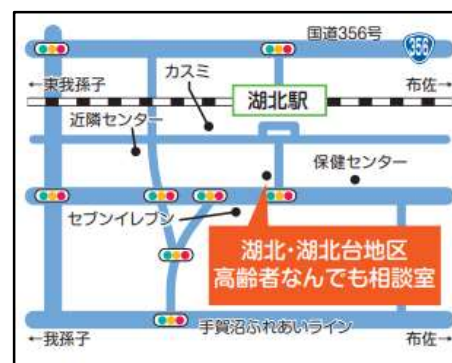 国道356号
356
←東我孫子
カスミ
湖北駅
布佐→
近隣センター
保健センター
セブンイレブン
湖北・湖北台地区
高齢者なんでも相談室
手賀沼ふれあいライン
←我孫子
布佐→